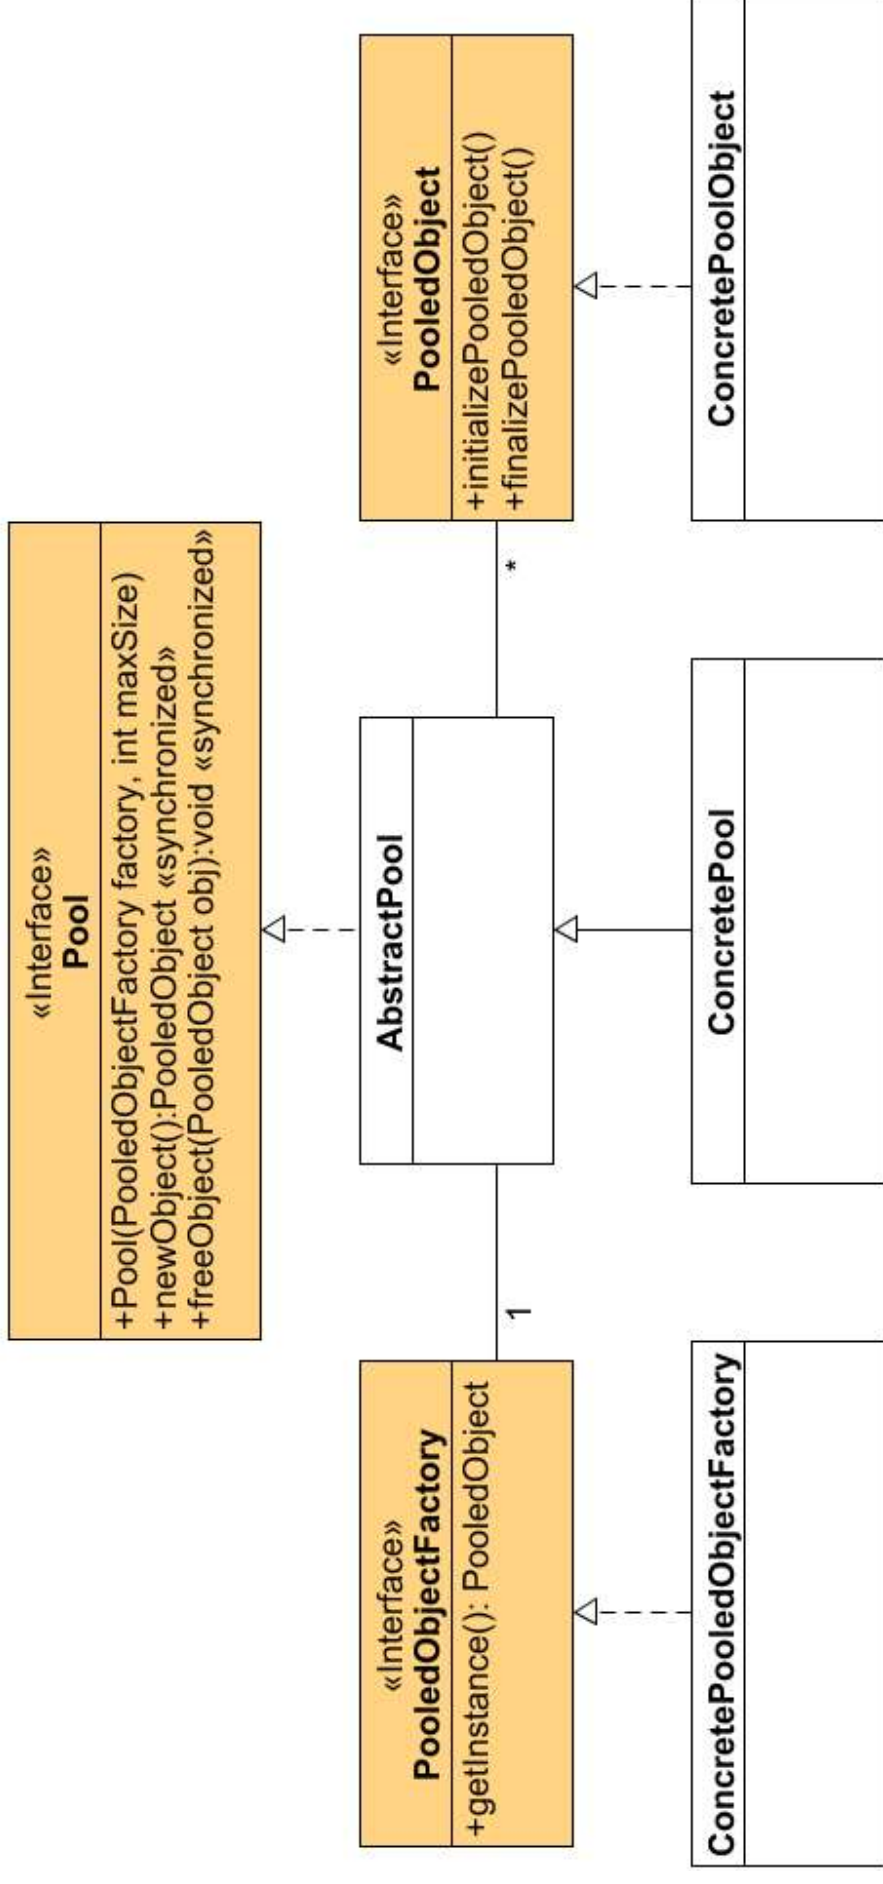 «Interface»
Pool
+Pool(PooledObjectFactory factory, int maxSize)
+newObject():PooledObject «synchronized»
+freeObject(PooledObject obj):void «synchronized»
«Interface»
PooledObjectFactory
+getInstance(): PooledObject
1
AbstractPool
*
«Interface»
PooledObject
+initializePooledObject()
+finalizePooledObject()
ConcretePooledObjectFactory
ConcretePool
ConcretePoolObject